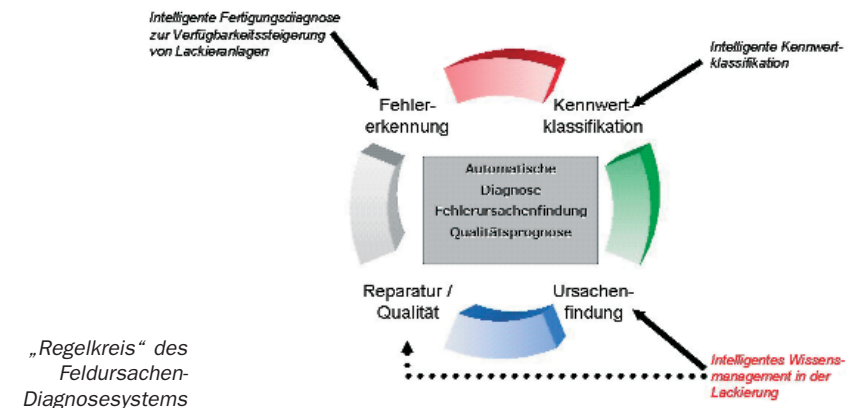 Intelligente Fertigungsdiagnose
zur Verfügbarkeitssteigerung
von Lackieranlagen
Intelligente Kennwert-
klassifikation
Fehler-
erkennung
Kennwert-
klassifikation
Automatische
Diagnose
Fehlerursachenfindung
Qualitätsprognose
Reparatur /
Qualität
Ursachen-
findung
Intelligentes Wissens-
management in der
Lackierung
„Regelkreis“ des
Feldursachen-
Diagnosesystems